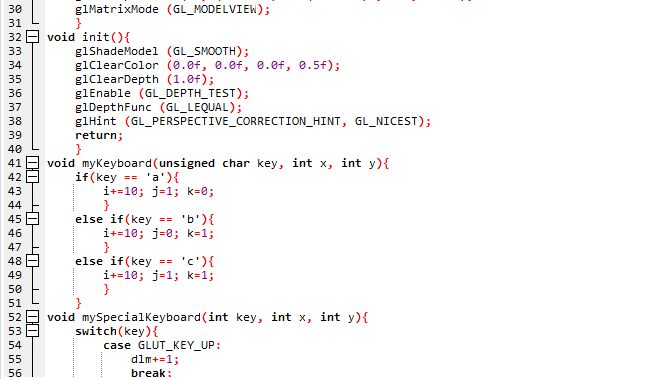 30 glMatrixMode (GL_MODELVIEW);
31 }
32 void init(){
33 glShadeModel (GL_SMOOTH);
34 glClearColor (0.0f, 0.0f, 0.0f, 0.5f);
35 glClearDepth (1.0f);
36 glEnable (GL_DEPTH_TEST);
37 glDepthFunc (GL_LEQUAL);
38 glHint (GL_PERSPECTIVE_CORRECTION_HINT, GL_NICEST);
39 return;
40 }
41 void myKeyboard(unsigned char key, int x, int y){
42 if(key == 'a'){
43 i+=10; j=1; k=0;
44 }
45 else if(key == 'b'){
46 i+=10; j=0; k=1;
47 }
48 else if(key == 'c'){
49 i+=10; j=1; k=1;
50 }
51 }
52 void mySpecialKeyboard(int key, int x, int y){
53 switch(key){
54 case GLUT_KEY_UP:
55 dlm+=1;
56 break;